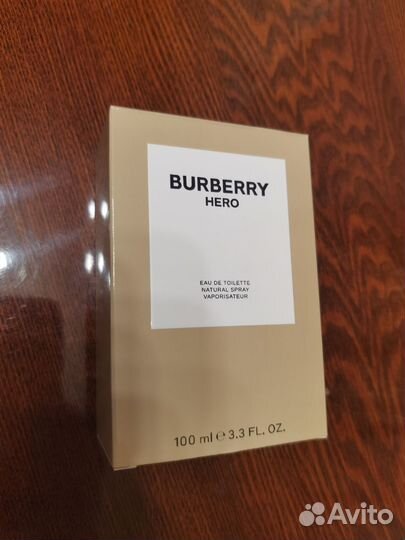 BURBERRY
HERO
EAU DE TOILETTE
NATURAL SPRAY
VAPORISATEUR
100 ml ℮ 3.3 FL. OZ.
Avito